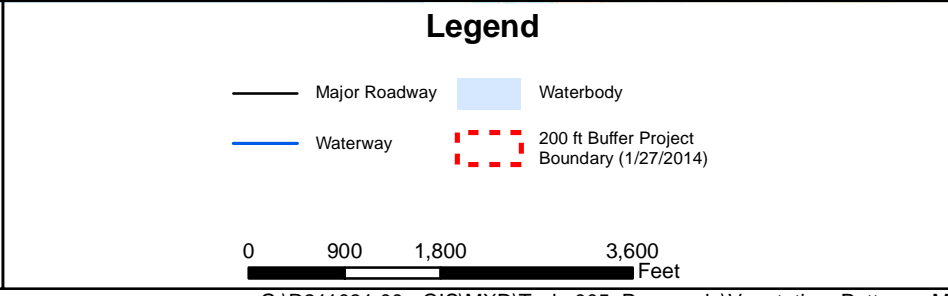 Legend
Major Roadway
Waterbody
Waterway
200 ft Buffer Project
Boundary (1/27/2014)
0 900 1,800 3,600
Feet